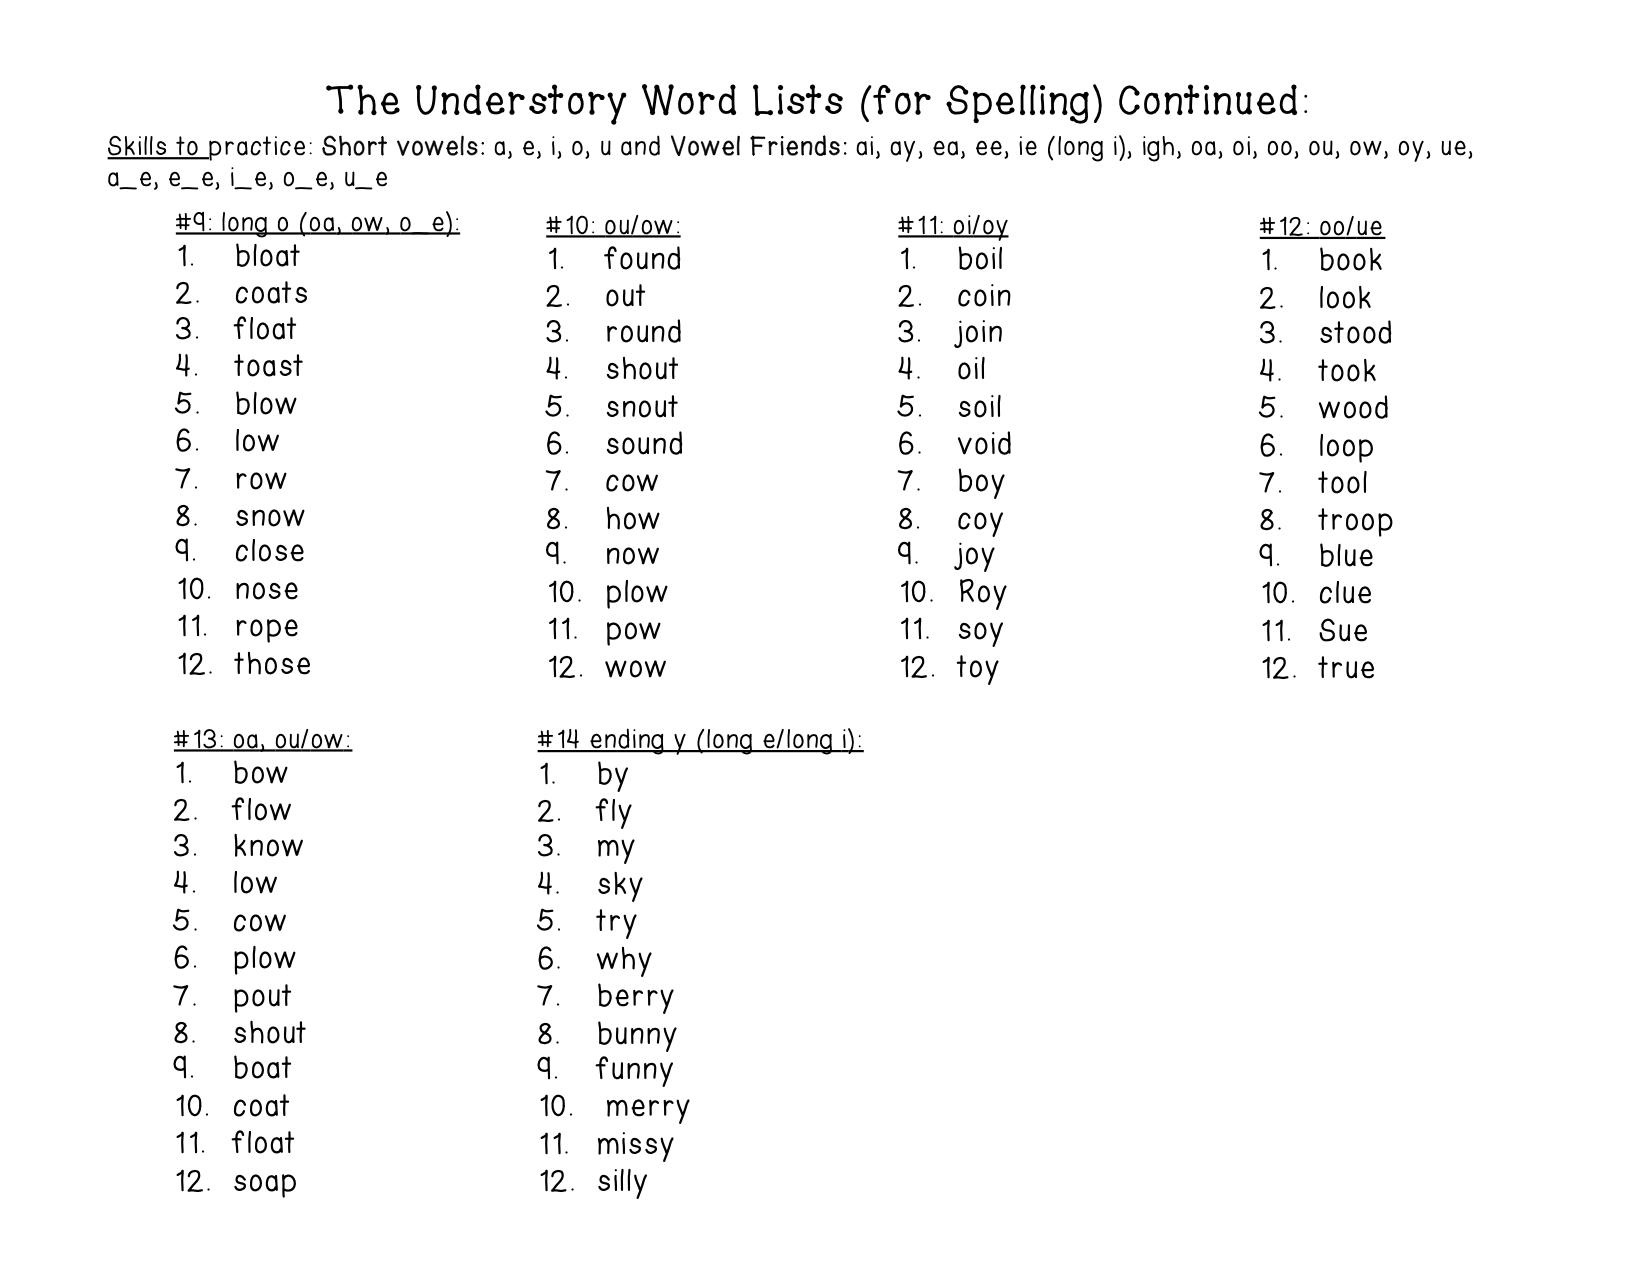 The Understory Word Lists (for Spelling) Continued:
Skills to practice: Short vowels: a, e, i, o, u and Vowel Friends: ai, ay, ea, ee, ie (long i), igh, oa, oi, oo, ou, ow, oy, ue,
a_e, e_e, i_e, o_e, u_e
#9: long o (oa, ow, o_e):
1. bloat
2. coats
3. float
4. toast
5. blow
6. low
7. row
8. snow
9. close
10. nose
11. rope
12. those
#10: ou/ow:
1. found
2. out
3. round
4. shout
5. snout
6. sound
7. cow
8. how
9. now
10. plow
11. pow
12. wow
#11: oi/oy
1. boil
2. coin
3. join
4. oil
5. soil
6. void
7. boy
8. coy
9. joy
10. Roy
11. soy
12. toy
#12: oo/ue
1. book
2. look
3. stood
4. took
5. wood
6. loop
7. tool
8. troop
9. blue
10. clue
11. Sue
12. true
#13: oa, ou/ow:
1. bow
2. flow
3. know
4. low
5. cow
6. plow
7. pout
8. shout
9. boat
10. coat
11. float
12. soap
#14 ending y (long e/long i):
1. by
2. fly
3. my
4. sky
5. try
6. why
7. berry
8. bunny
9. funny
10. merry
11. missy
12. silly